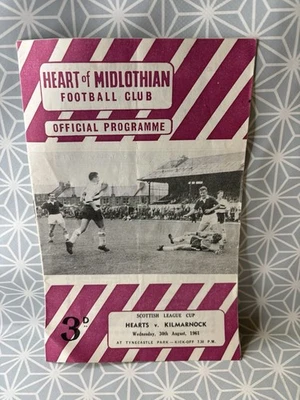 HEART of MIDLOTHIAN
FOOTBALL CLUB
OFFICIAL PROGRAMME
3D
SCOTTISH LEAGUE CUP
HEARTS v. KILMARNOCK
Wednesday, 30th August, 1961
AT TYNECASTLE PARK — KICK-OFF 7.15 P.M.